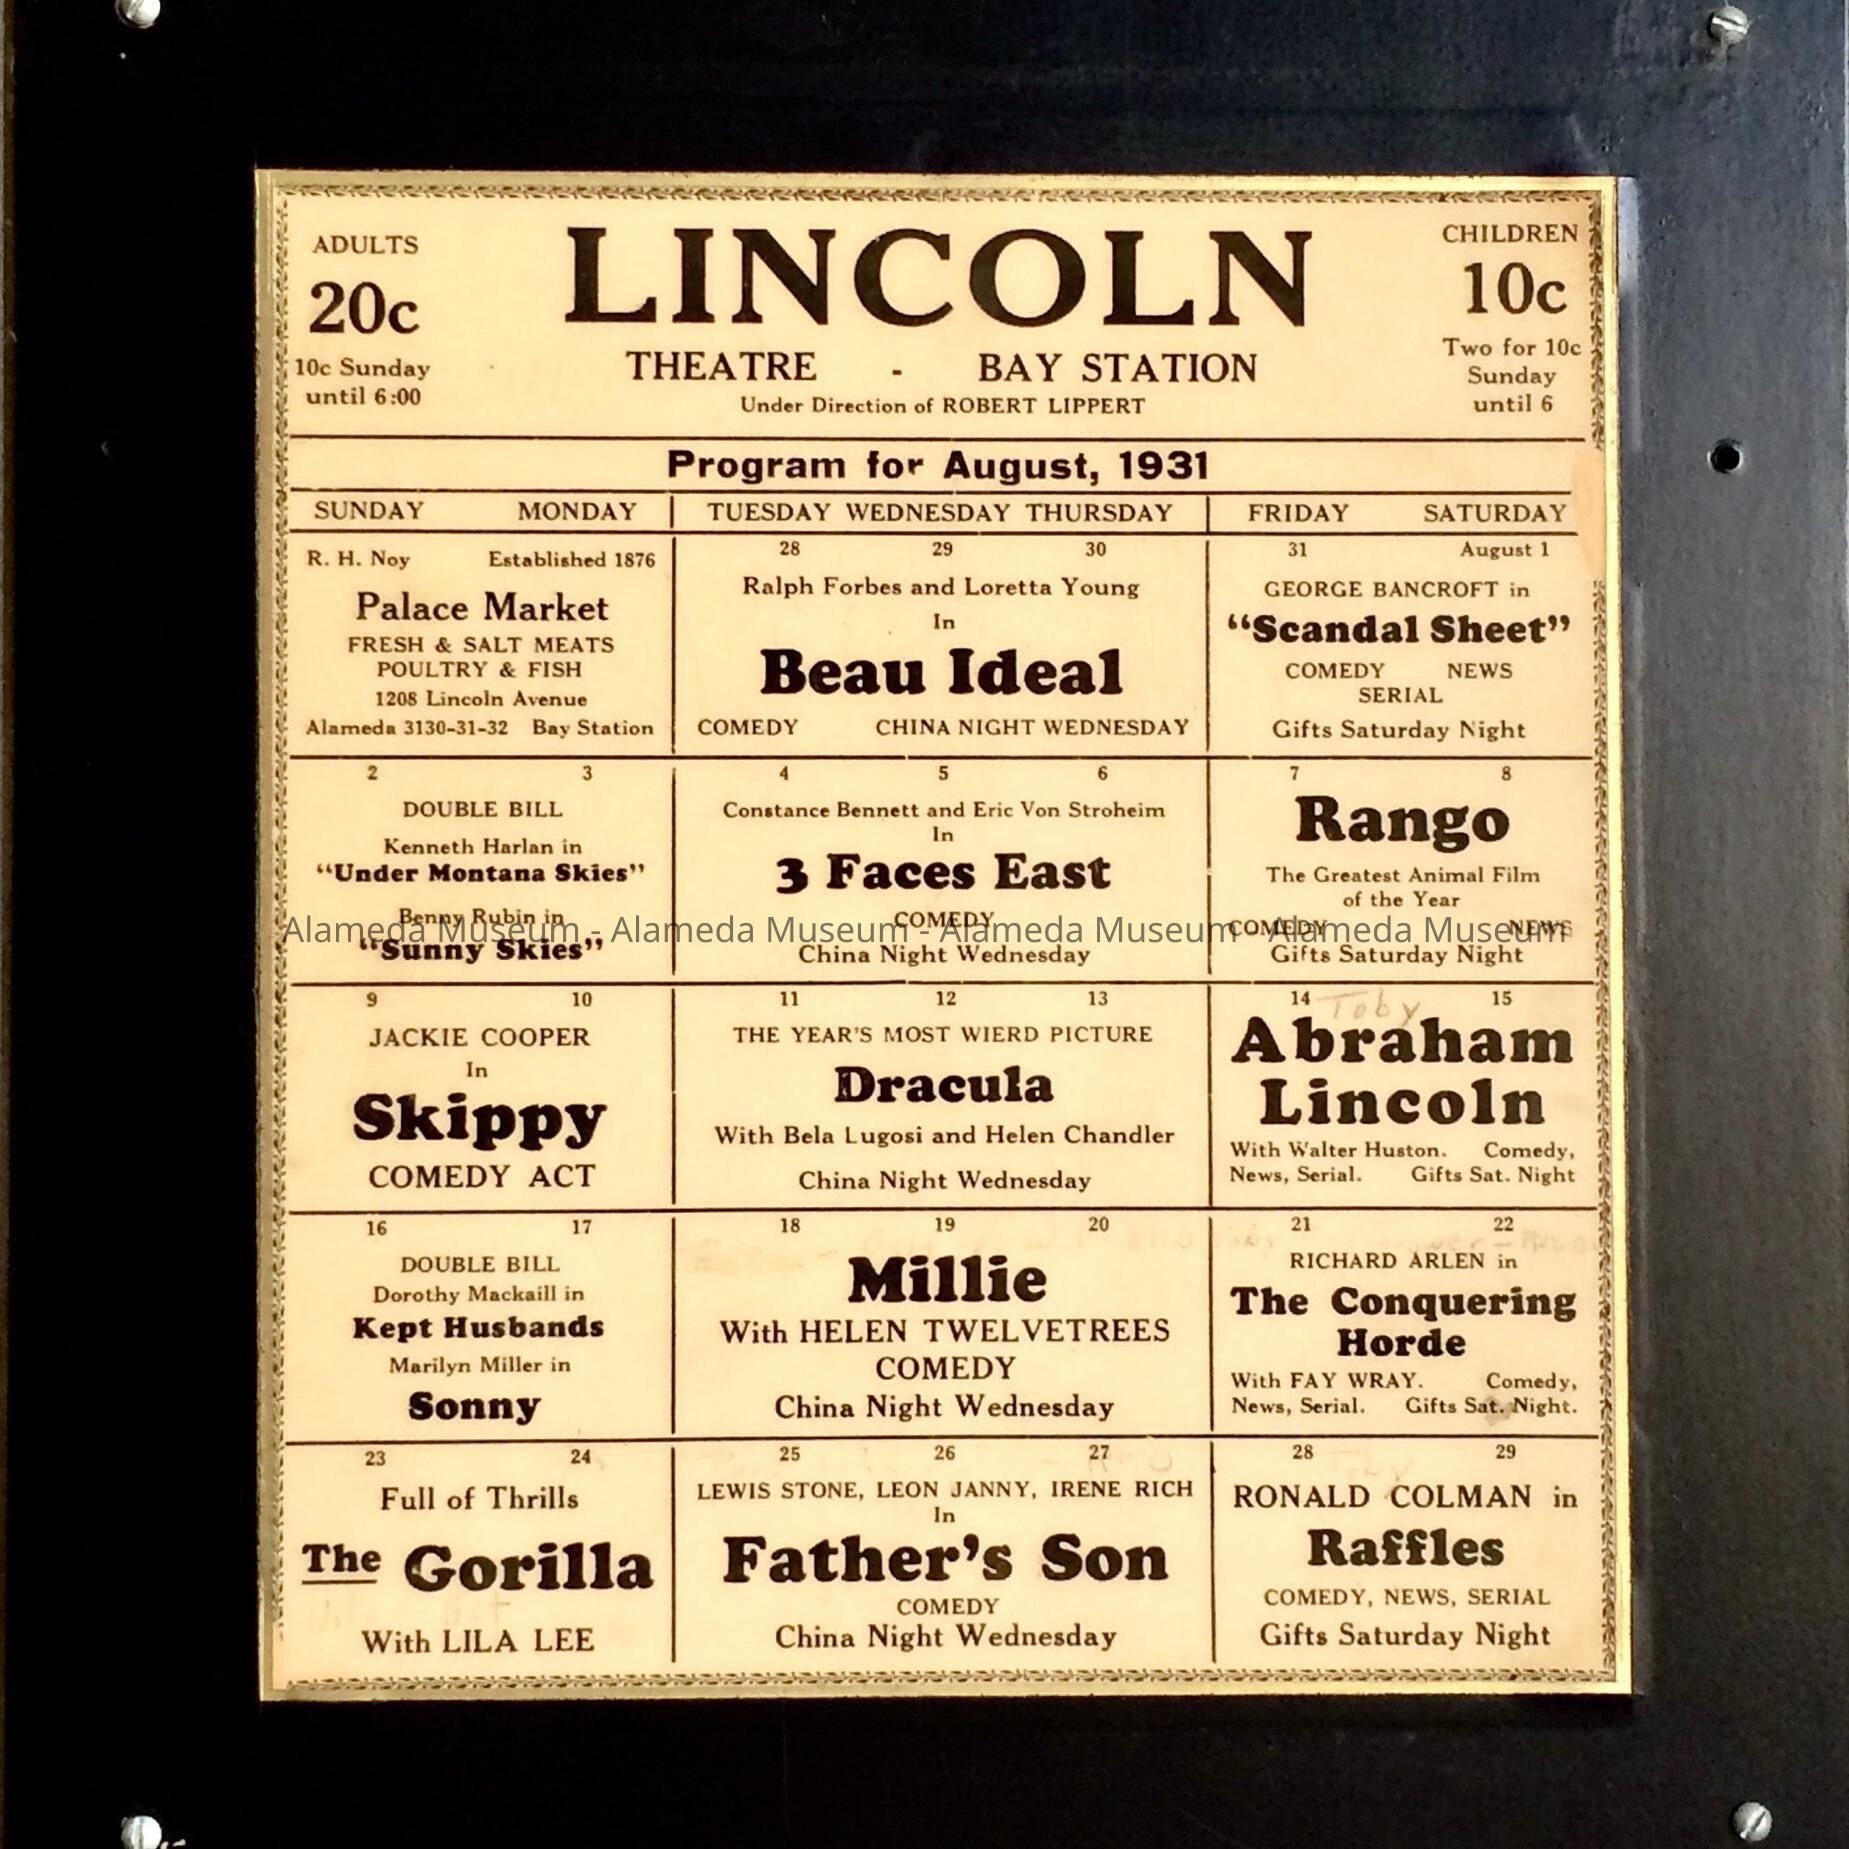 ADULTS
20c
10c Sunday
until 6:00
LINCOLN
THEATRE - BAY STATION
Under Direction of ROBERT LIPPERT
CHILDREN
10c
Two for 10c
Sunday
until 6
Program for August, 1931
SUNDAY MONDAY TUESDAY WEDNESDAY THURSDAY FRIDAY SATURDAY
R. H. Noy Established 1876
Palace Market
FRESH & SALT MEATS
POULTRY & FISH
1208 Lincoln Avenue
Alameda 3130-31-32 Bay Station
28 29 30
Ralph Forbes and Loretta Young
In
Beau Ideal
COMEDY CHINA NIGHT WEDNESDAY
31 August 1
GEORGE BANCROFT in
"Scandal Sheet"
COMEDY NEWS
SERIAL
Gifts Saturday Night
2 3
DOUBLE BILL
Kenneth Harlan in
"Under Montana Skies"
Benny Rubin in
"Sunny Skies"
4 5 6
Constance Bennett and Eric Von Stroheim
In
3 Faces East
COMEDY
China Night Wednesday
7 8
Rango
The Greatest Animal Film
of the Year
COMEDY NEWS
Gifts Saturday Night
Alameda Museum - Alameda Museum - Alameda Museum - Alameda Museum
9 10
JACKIE COOPER
In
Skippy
COMEDY ACT
11 12 13
THE YEAR'S MOST WIERD PICTURE
Dracula
With Bela Lugosi and Helen Chandler
China Night Wednesday
14 15
Toby
Abraham
Lincoln
With Walter Huston. Comedy,
News, Serial. Gifts Sat. Night
16 17
DOUBLE BILL
Dorothy Mackaill in
Kept Husbands
Marilyn Miller in
Sonny
18 19 20
Millie
With HELEN TWELVETREES
COMEDY
China Night Wednesday
21 22
RICHARD ARLEN in
The Conquering
Horde
With FAY WRAY. Comedy,
News, Serial. Gifts Sat. Night.
23 24
Full of Thrills
The Gorilla
With LILA LEE
25 26 27
LEWIS STONE, LEON JANNY, IRENE RICH
In
Father's Son
COMEDY
China Night Wednesday
28 29
RONALD COLMAN in
Raffles
COMEDY, NEWS, SERIAL
Gifts Saturday Night